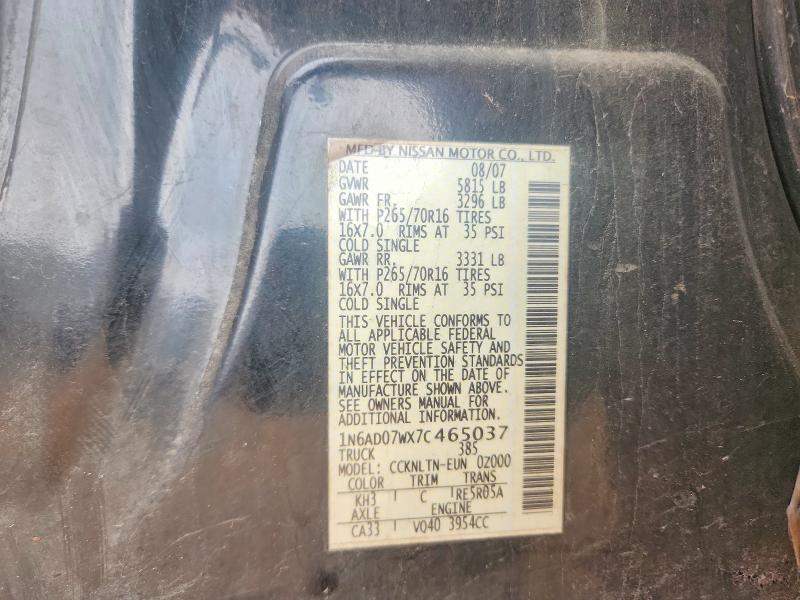 MFD-BY NISSAN MOTOR CO., LTD.
DATE 08/07
GVWR 5815 LB
GAWR FR. 3296 LB
WITH P265/70R16 TIRES
16X7.0 RIMS AT 35 PSI
COLD SINGLE
GAWR RR. 3331 LB
WITH P265/70R16 TIRES
16X7.0 RIMS AT 35 PSI
COLD SINGLE
THIS VEHICLE CONFORMS TO
ALL APPLICABLE FEDERAL
MOTOR VEHICLE SAFETY AND
THEFT PREVENTION STANDARDS
IN EFFECT ON THE DATE OF
MANUFACTURE SHOWN ABOVE.
SEE OWNERS MANUAL FOR
ADDITIONAL INFORMATION.
1N6AD07WX7C465037
TRUCK 385
MODEL: CCKNLTN-EUN 0Z000
COLOR TRIM TRANS
KH3 C RE5R05A
AXLE ENGINE
CA33 VQ40 3954CC